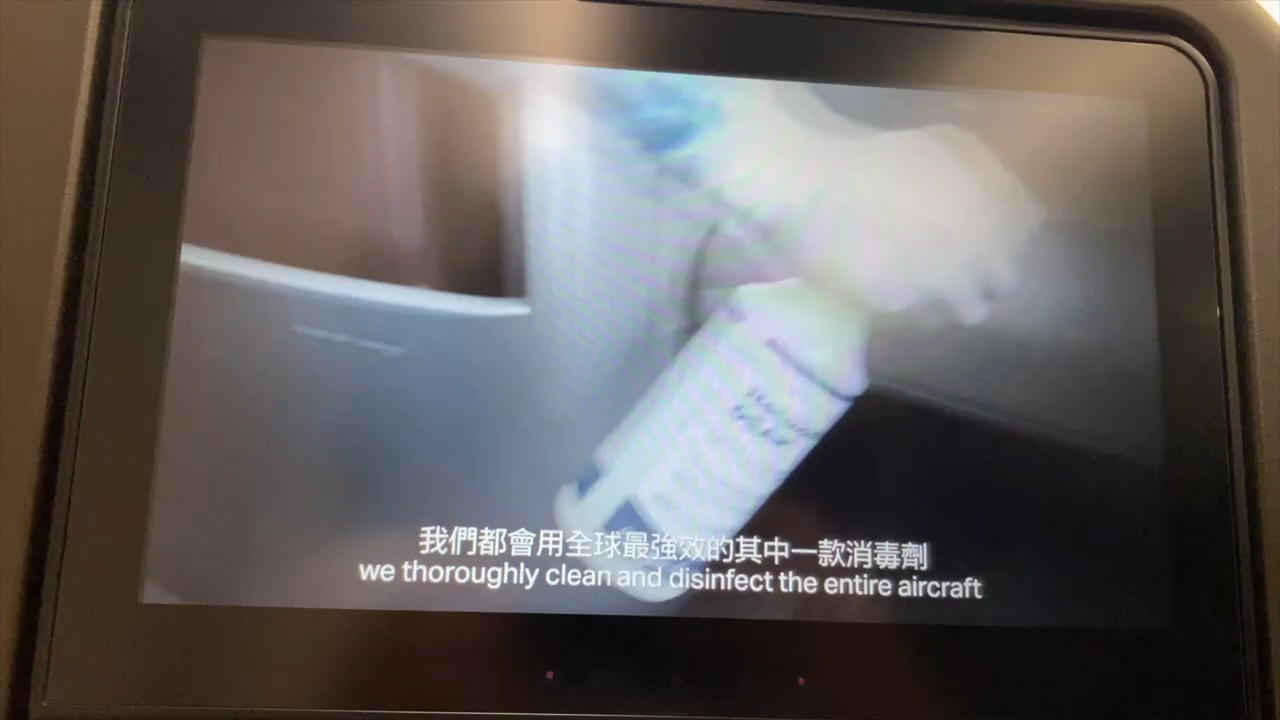 我們都會用全球最強效的其中一款消毒劑
we thoroughly clean and disinfect the entire aircraft